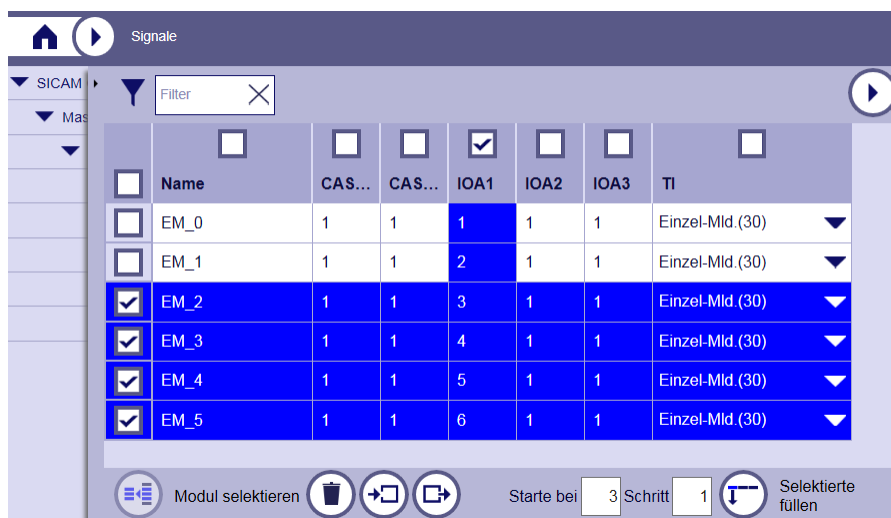 Signale
SICAM
Filter
Mas
Name CAS... CAS... IOA1 IOA2 IOA3 TI
EM_0 1 1 1 1 1 Einzel-Mld.(30)
EM_1 1 1 2 1 1 Einzel-Mld.(30)
EM_2 1 1 3 1 1 Einzel-Mld.(30)
EM_3 1 1 4 1 1 Einzel-Mld.(30)
EM_4 1 1 5 1 1 Einzel-Mld.(30)
EM_5 1 1 6 1 1 Einzel-Mld.(30)
Modul selektieren Starte bei 3 Schritt 1 Selektierte
füllen